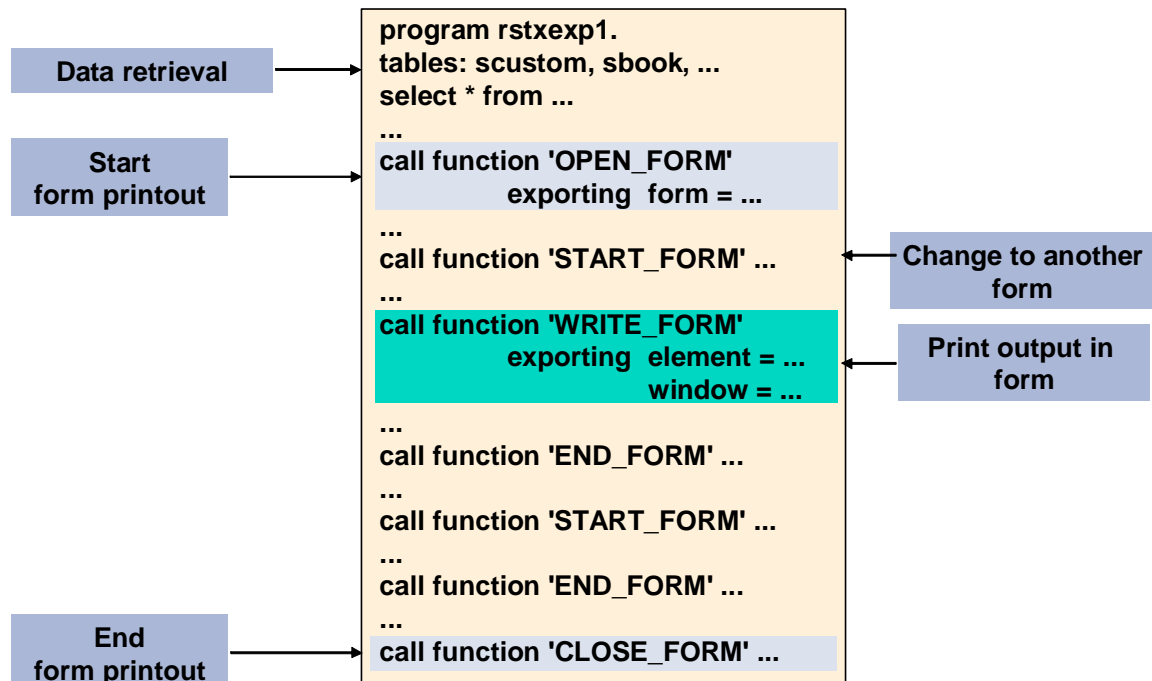 program rstxexp1.
Data retrieval
tables: scustom, sbook, ...
select * from ...
...
Start
form printout
call function 'OPEN_FORM'
exporting form = ...
...
call function 'START_FORM' ...
Change to another
form
...
call function 'WRITE_FORM'
exporting element = ...
window = ...
Print output in
form
...
call function 'END_FORM' ...
...
call function 'START_FORM' ...
...
call function 'END_FORM' ...
...
End
form printout
call function 'CLOSE_FORM' ...